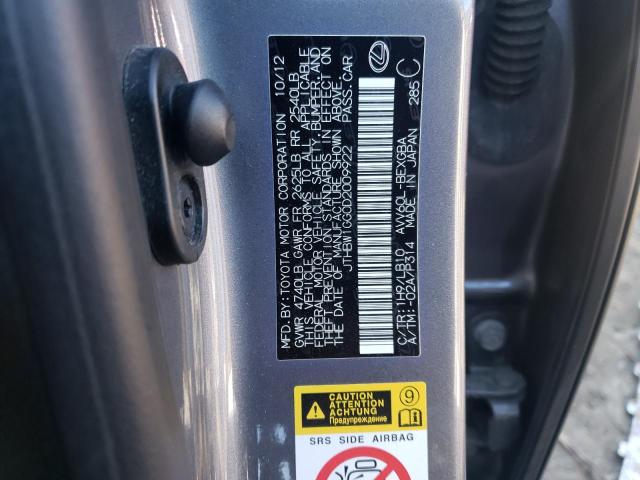 MFD.BY:TOYOTA MOTOR CORPORATION 10/12
GVWR 4740LB GAWR FR 2625LB RR 2540LB
THIS VEHICLE CONFORMS TO ALL APPLICABLE
FEDERAL MOTOR VEHICLE SAFETY, BUMPER, AND
THEFT PREVENTION STANDARDS IN EFFECT ON
THE DATE OF MANUFACTURE SHOWN ABOVE.
JTHBW1GG0D2009922 PASS.CAR
C/TR:1H9/LB10 AVV60L-BEXGBA
A/TM:-02A/P314 MADE IN JAPAN 285
C
CAUTION
ATTENTION
ACHTUNG
Предупреждение
9
SRS SIDE AIRBAG